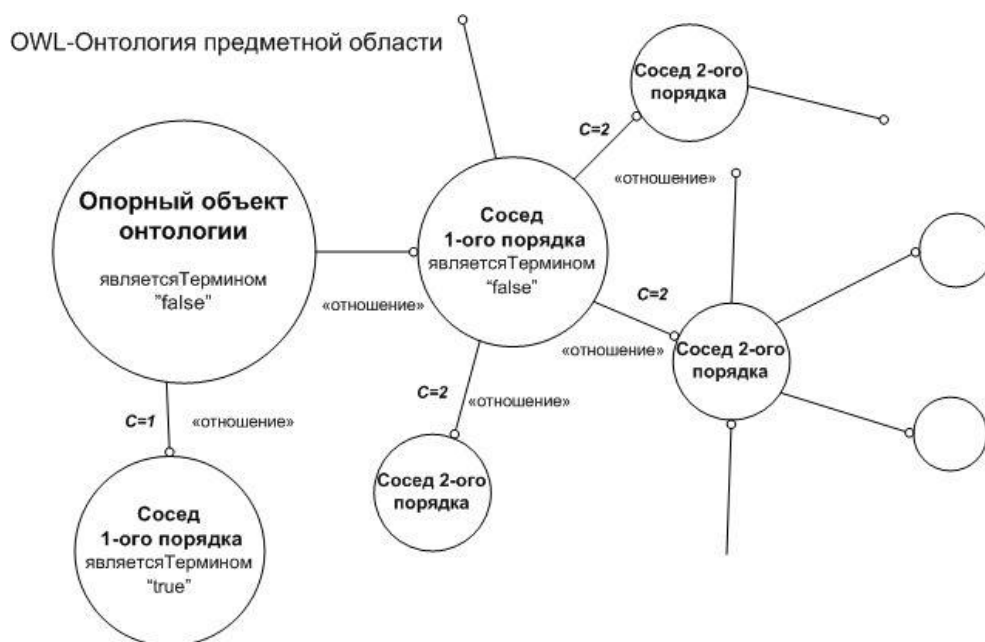 OWL-Онтология предметной области
Опорный объект
онтологии
являетсяТермином
"false"
«отношение»
C=1
«отношение»
Сосед
1-ого порядка
являетсяТермином
“true”
Сосед
1-ого порядка
являетсяТермином
“false”
C=2
«отношение»
Сосед 2-ого
порядка
C=2
«отношение»
Сосед 2-ого
порядка
C=2
«отношение»
Сосед 2-ого
порядка